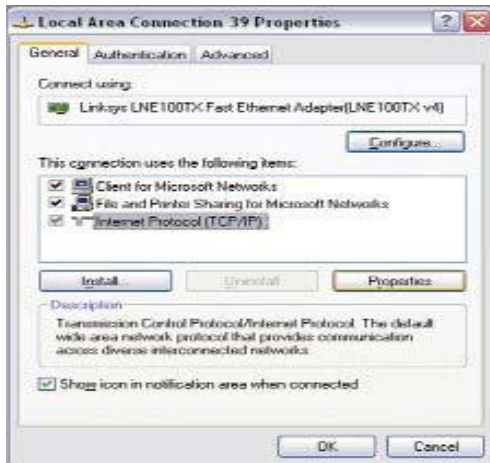 Local Area Connection 39 Properties
General Authentication Advanced
Connect using:
Linksys LNE100TX Fast Ethernet Adapter(LNE100TX v4)
Configure...
This connection uses the following items:
Client for Microsoft Networks
File and Printer Sharing for Microsoft Networks
Internet Protocol (TCP/IP)
Install... Uninstall Properties
Description
Transmission Control Protocol/Internet Protocol. The default
wide area network protocol that provides communication
across diverse interconnected networks.
Show icon in notification area when connected
OK Cancel